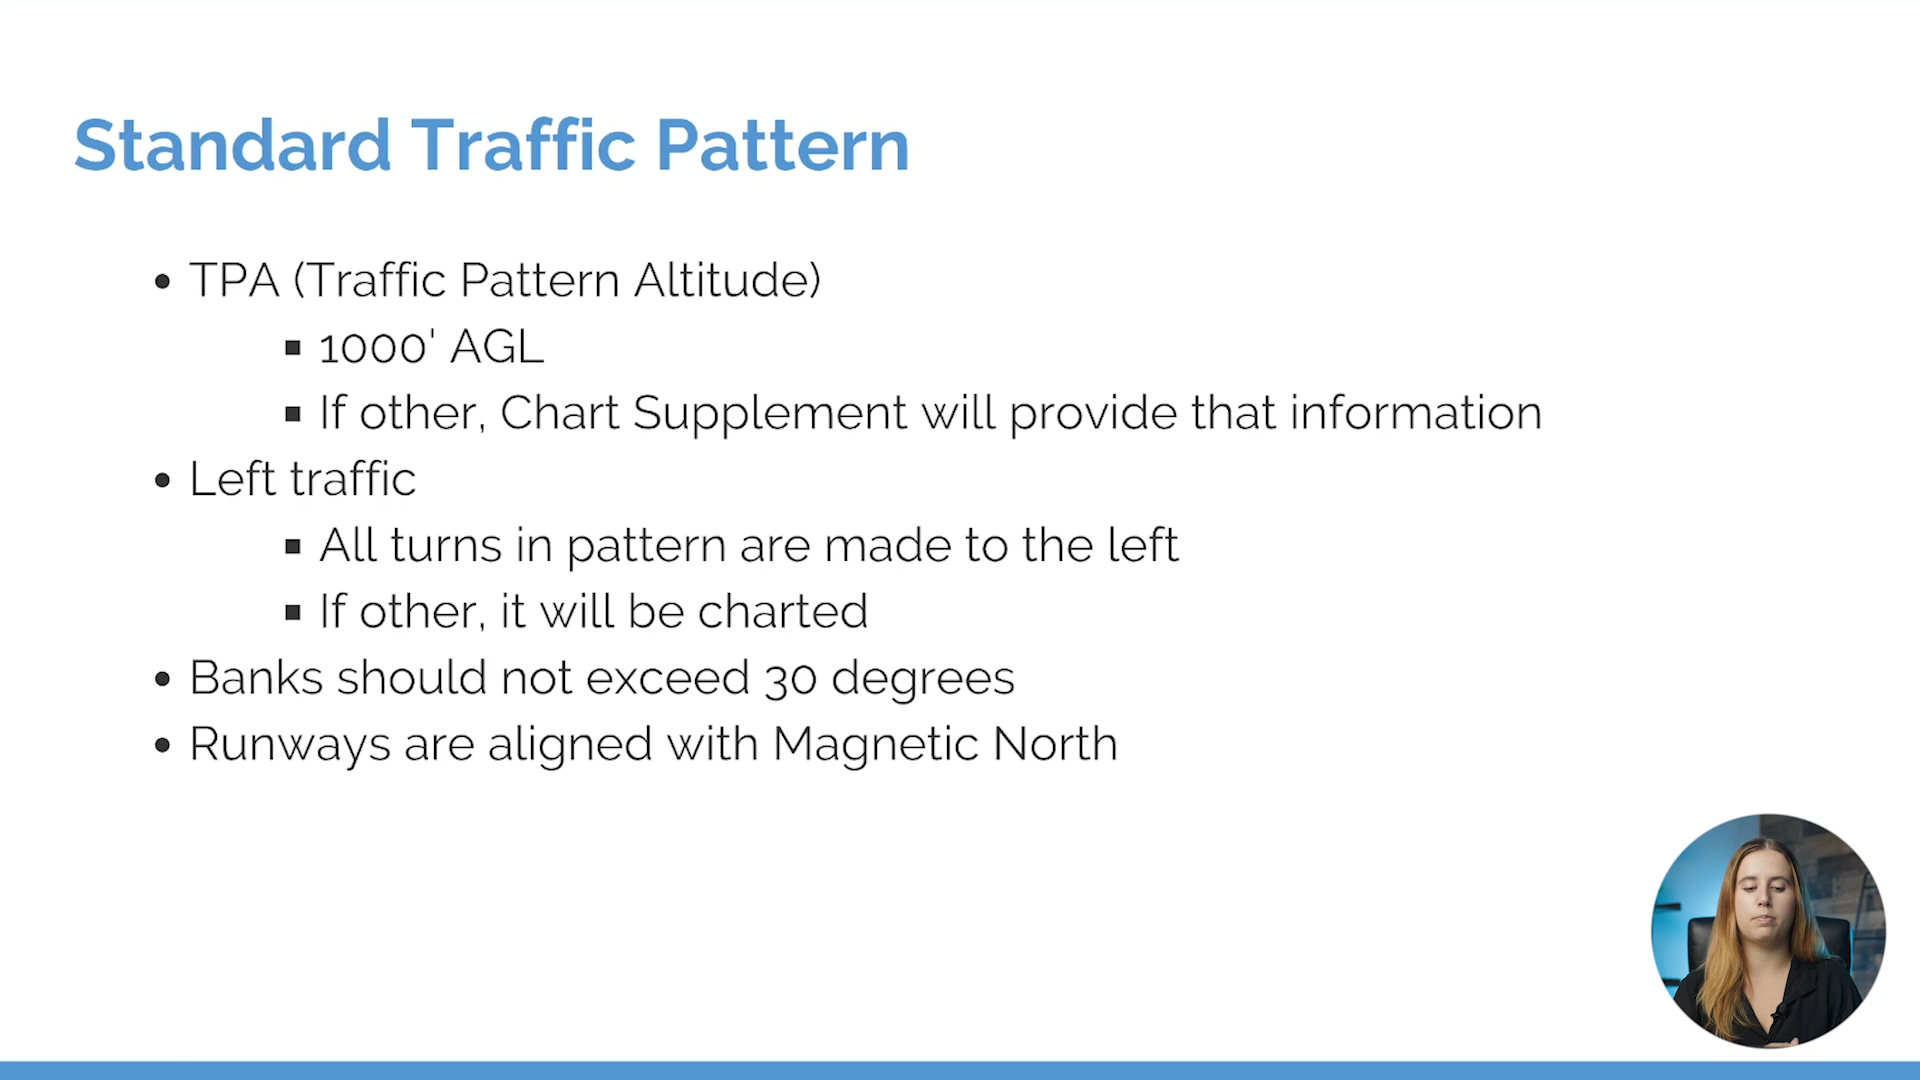 Standard Traffic Pattern
• TPA (Traffic Pattern Altitude)
▪ 1000' AGL
▪ If other, Chart Supplement will provide that information
• Left traffic
▪ All turns in pattern are made to the left
▪ If other, it will be charted
• Banks should not exceed 30 degrees
• Runways are aligned with Magnetic North